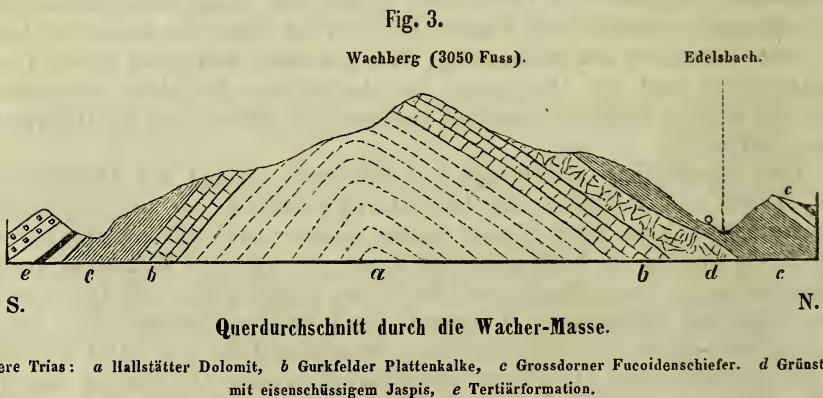 Fig. 3.
Wachberg (3050 Fuss). Edelsbach.
c
e c b a b d c
S. N.
Querdurchschnitt durch die Wacher-Masse.
ere Trias: a Hallstätter Dolomit, b Gurkfelder Plattenkalke, c Grossdorner Fucoidenschiefer. d Grünst
mit eisenschüssigem Jaspis, e Tertiärformation.